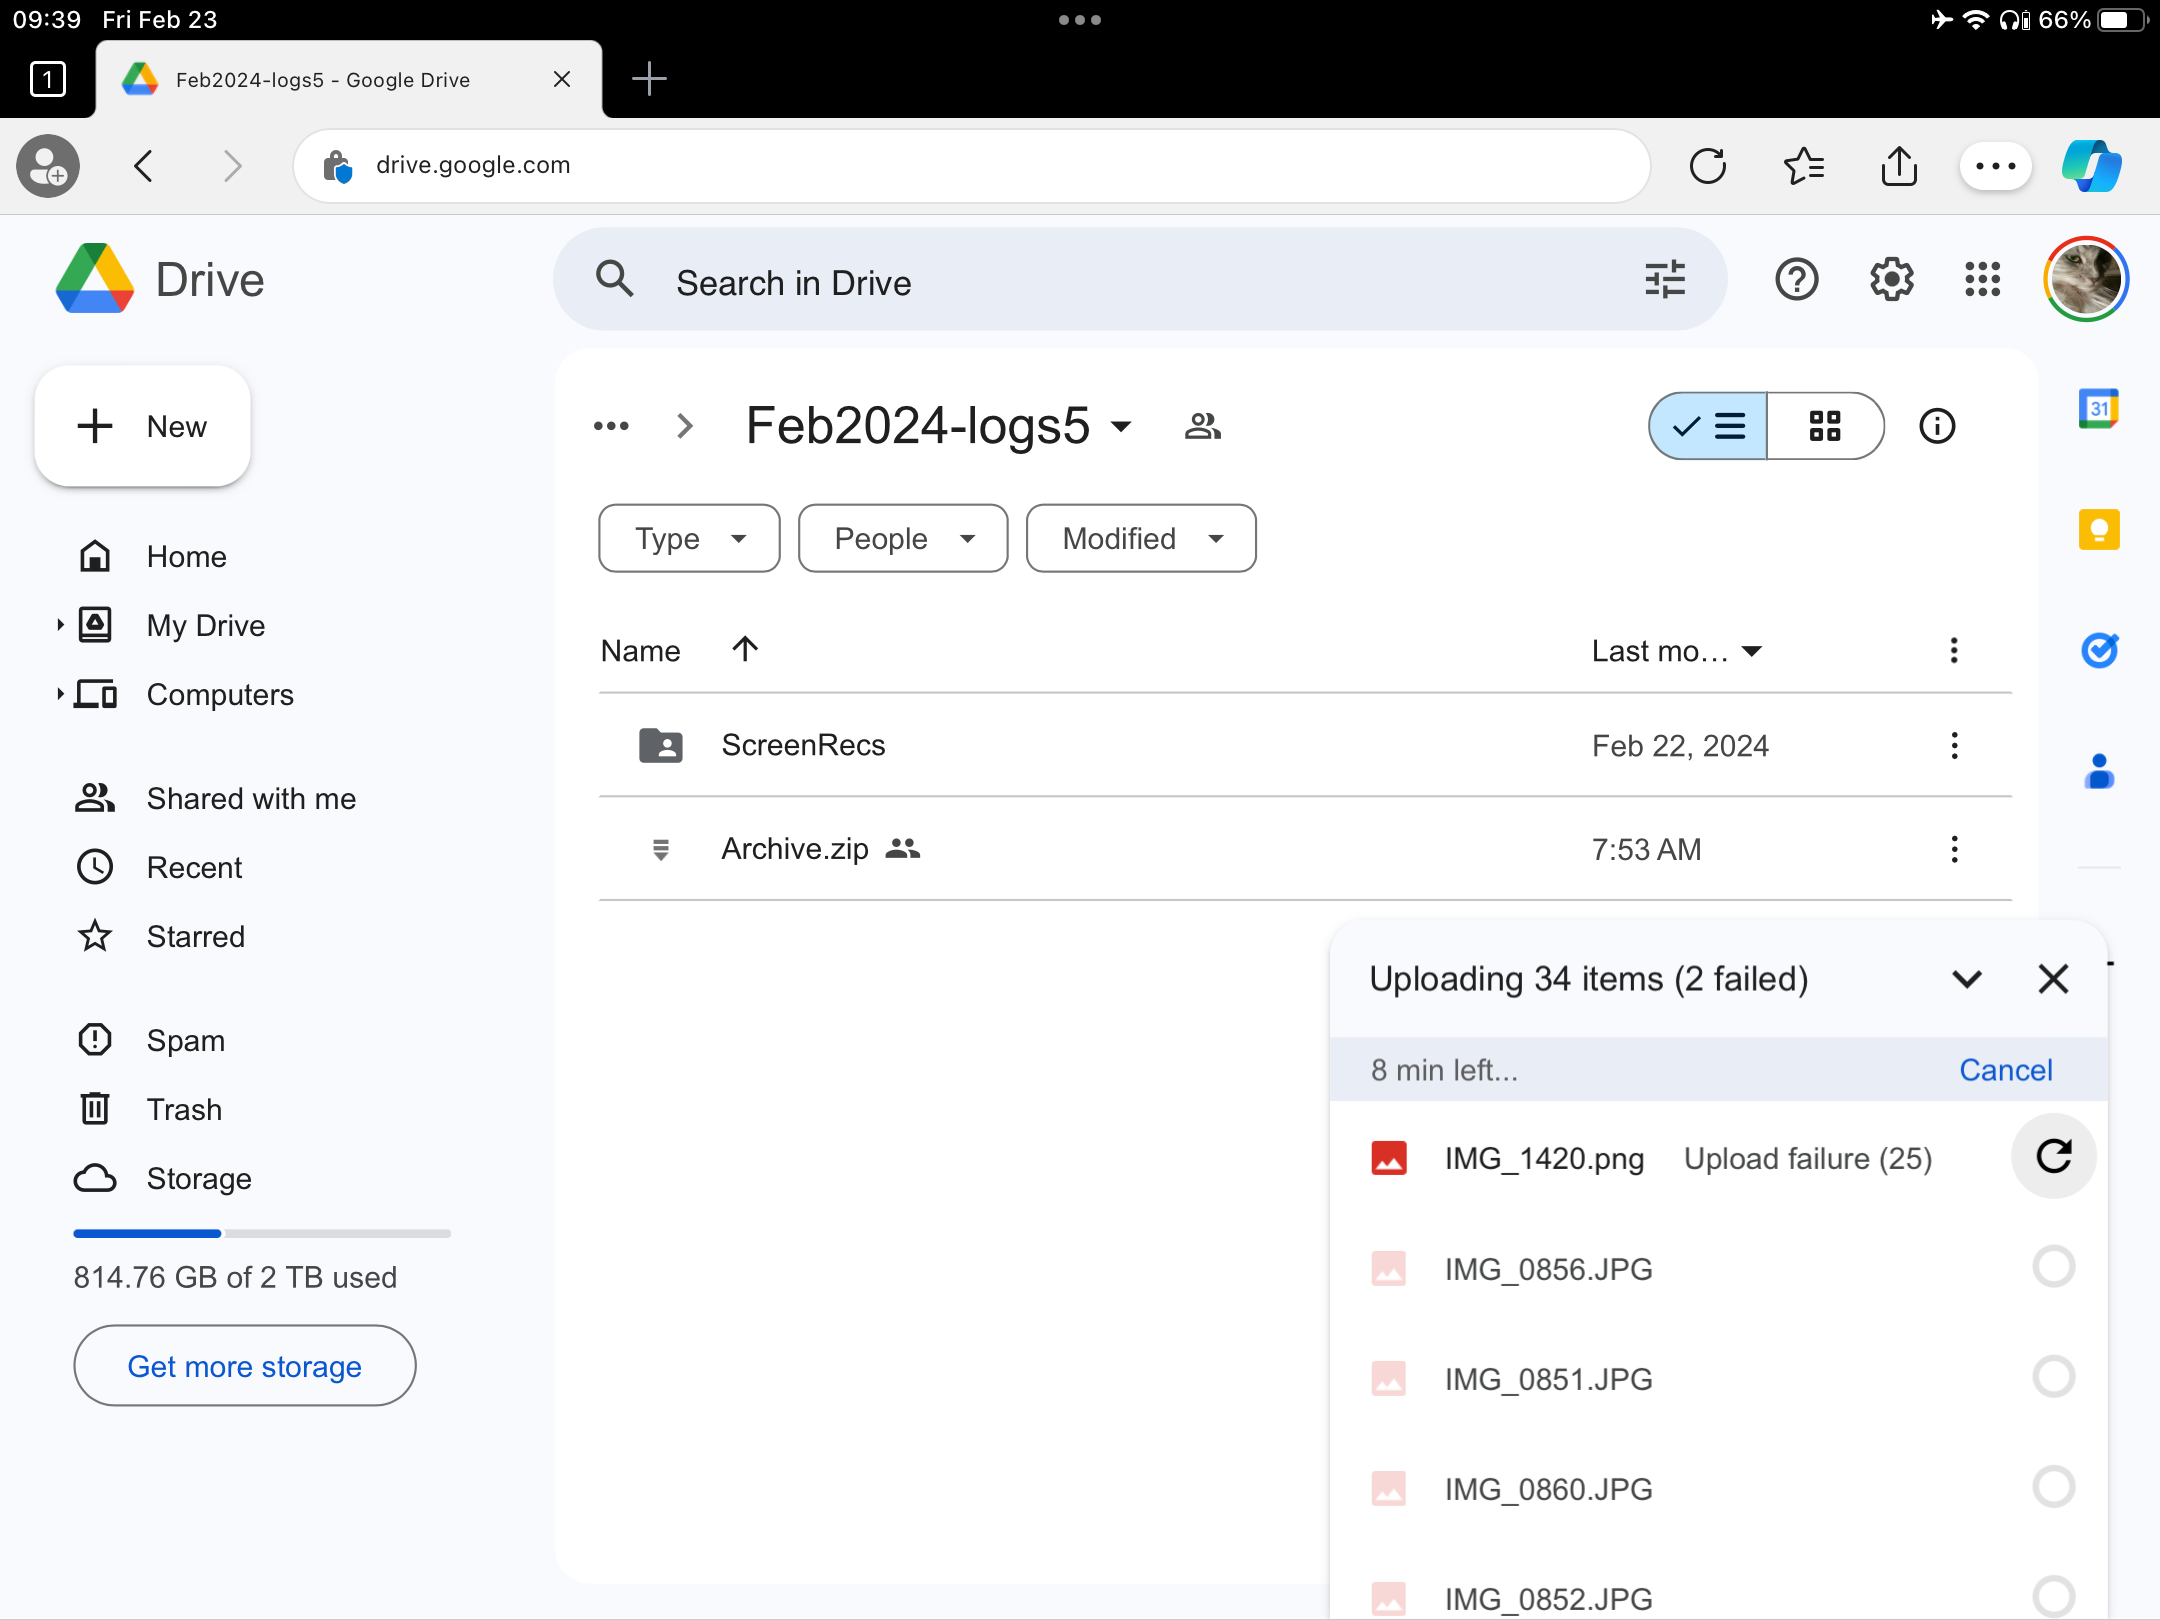 09:39 Fri Feb 23
66%
1
Feb2024-logs5 - Google Drive
drive.google.com
Drive
Search in Drive
New
Feb2024-logs5
Type
People
Modified
Home
My Drive
Computers
Shared with me
Recent
Starred
Spam
Trash
Storage
814.76 GB of 2 TB used
Get more storage
Name
Last mo...
ScreenRecs
Feb 22, 2024
Archive.zip
7:53 AM
31
Uploading 34 items (2 failed)
8 min left...
Cancel
IMG_1420.png Upload failure (25)
IMG_0856.JPG
IMG_0851.JPG
IMG_0860.JPG
IMG_0852.JPG